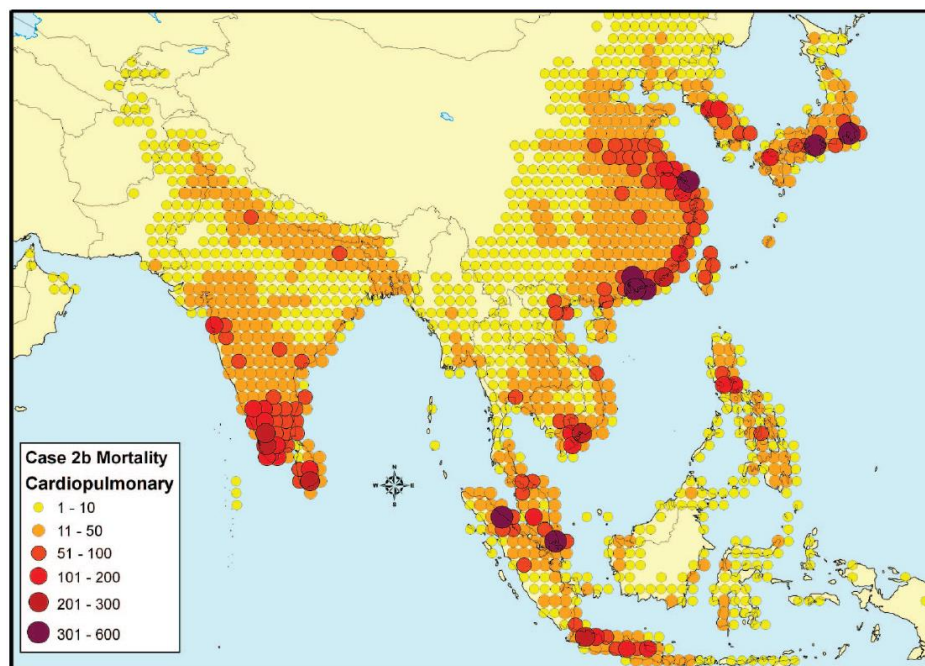 Case 2b Mortality
Cardiopulmonary
1 - 10
11 - 50
51 - 100
101 - 200
201 - 300
301 - 600
N
W E
S